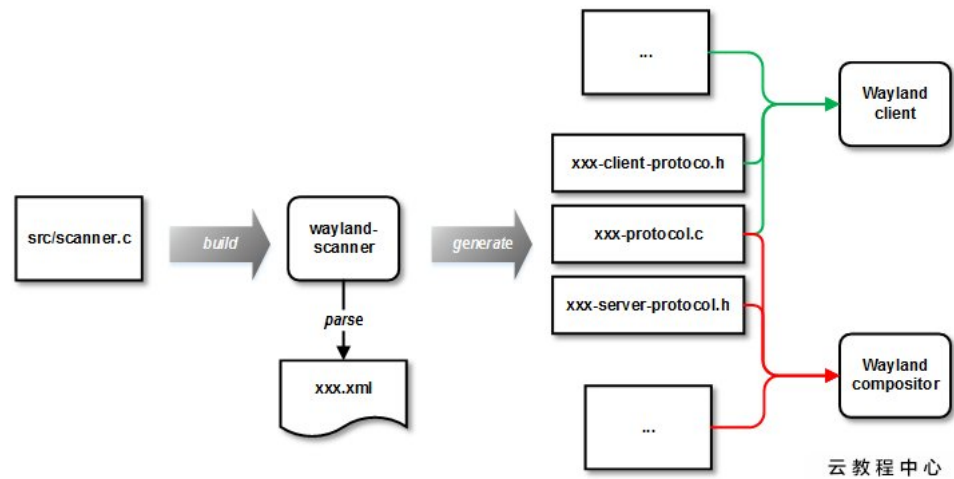 ...
Wayland
client
xxx-client-protoco.h
src/scanner.c
build
wayland-
scanner
generate
xxx-protocol.c
xxx-server-protocol.h
parse
xxx.xml
Wayland
compositor
...
云教程中心